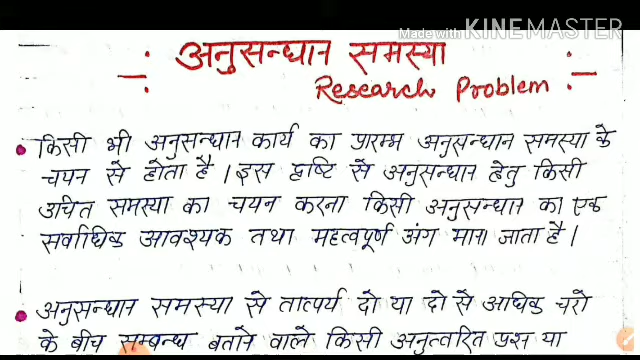 Made with KINEMASTER
अनुसन्धान समस्या
Research Problem
किसी भी अनुसन्धान कार्य का प्रारम्भ अनुसन्धान समस्या के
चयन से होता है। इस दृष्टि से अनुसन्धान हेतु किसी
उचित समस्या का चयन करना किसी अनुसन्धान का एक
सर्वाधिक आवश्यक तथा महत्वपूर्ण अंग माना जाता है।
अनुसन्धान समस्या से तात्पर्य दो या दो से अधिक चरो
के बीच सम्बन्ध बताने वाले किसी अनुत्तरित प्रश्न या